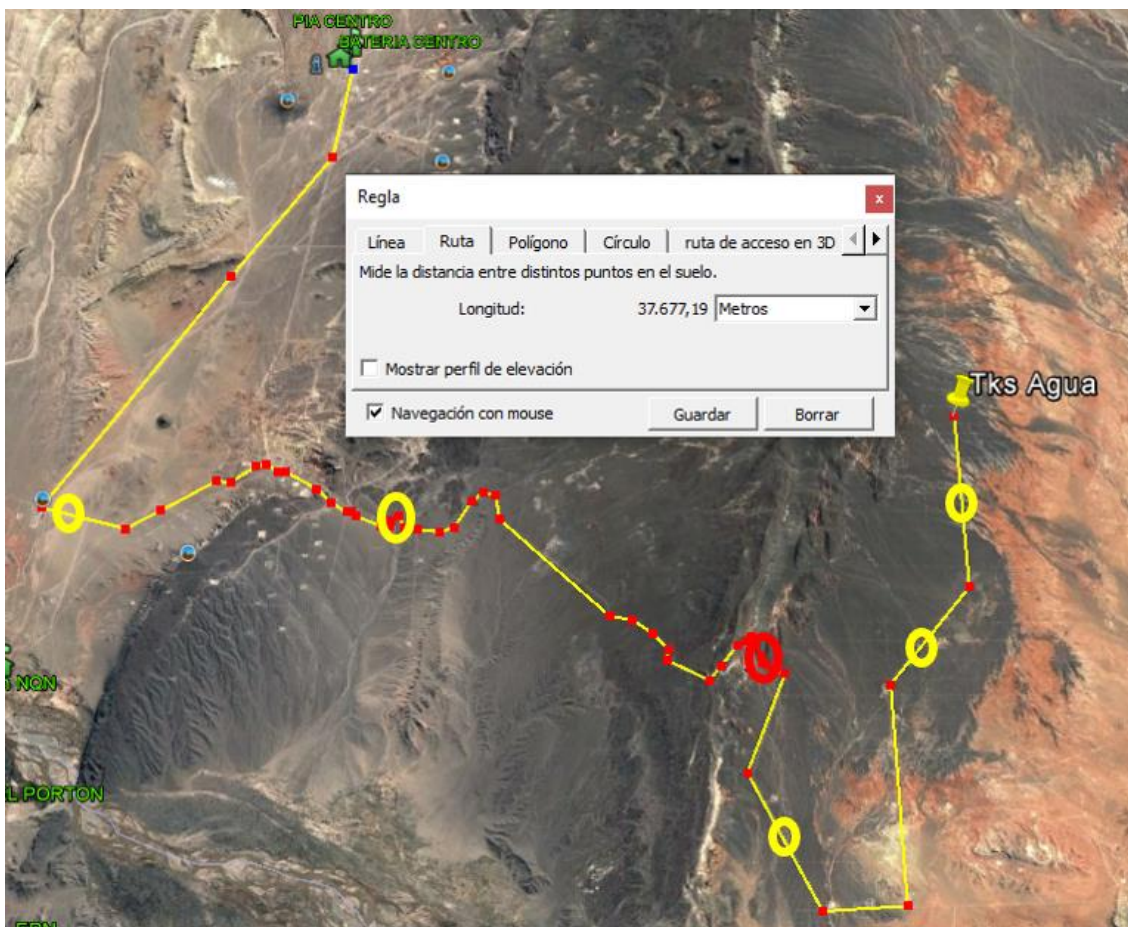 PIA CENTRO
BATERIA CENTRO
Regla
x
Línea Ruta Polígono Círculo ruta de acceso en 3D
Mide la distancia entre distintos puntos en el suelo.
Longitud: 37.677,19 Metros
Mostrar perfil de elevación
Navegación con mouse Guardar Borrar
Tks Agua
NQN
PORTON